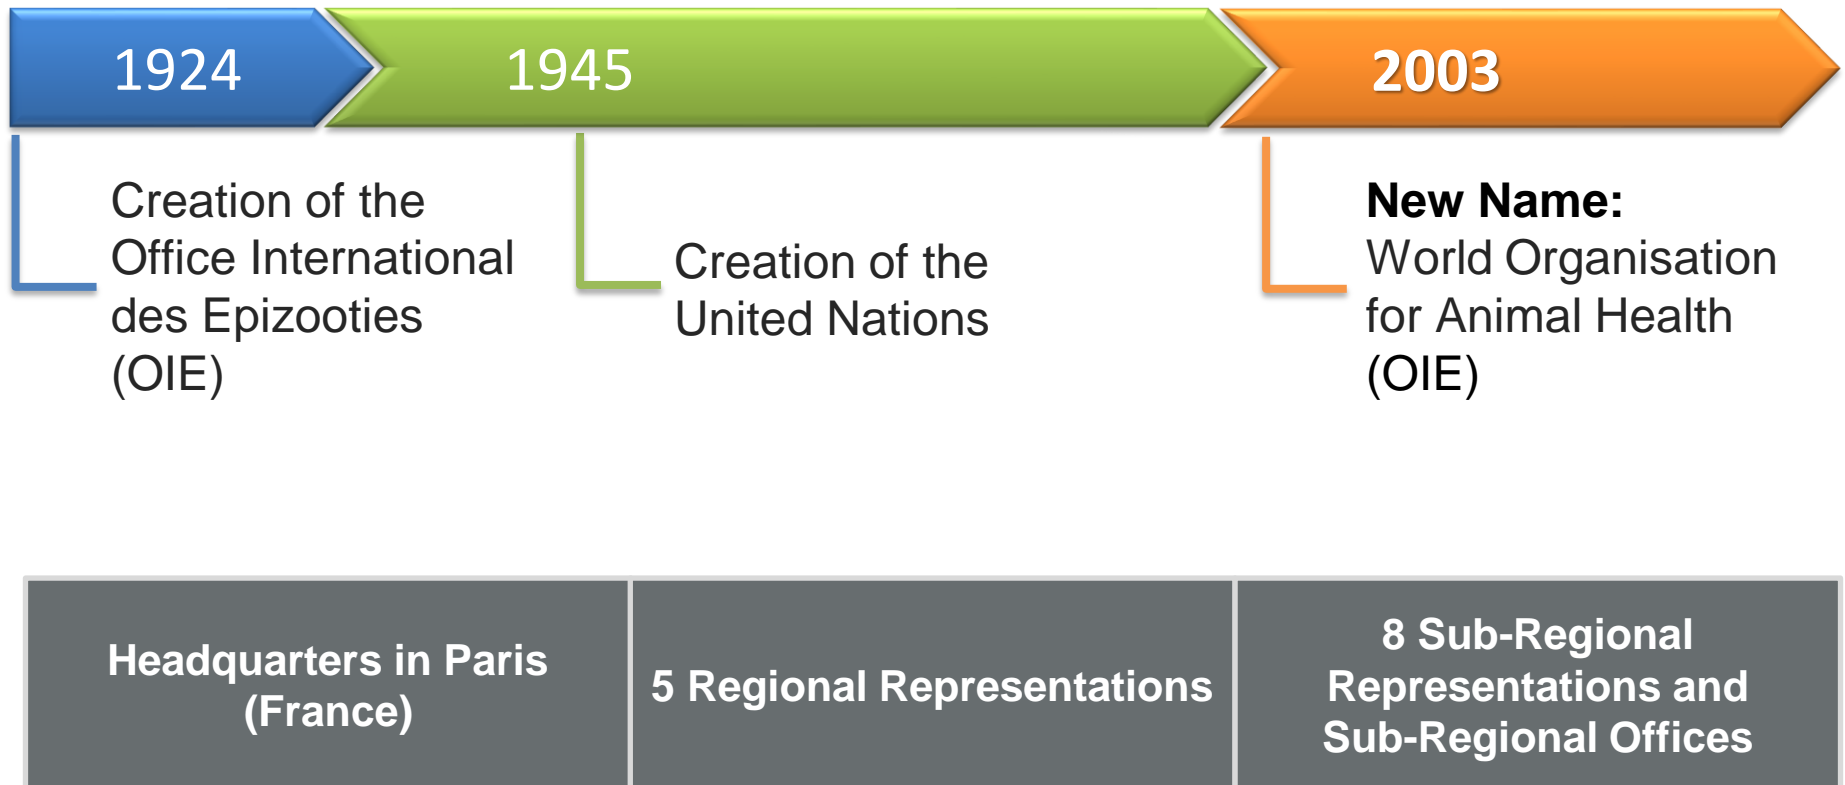 1924
1945
2003
Creation of the
Office International
des Epizooties
(OIE)
Creation of the
United Nations
New Name:
World Organisation
for Animal Health
(OIE)
Headquarters in Paris
(France)
5 Regional Representations
8 Sub-Regional
Representations and
Sub-Regional Offices